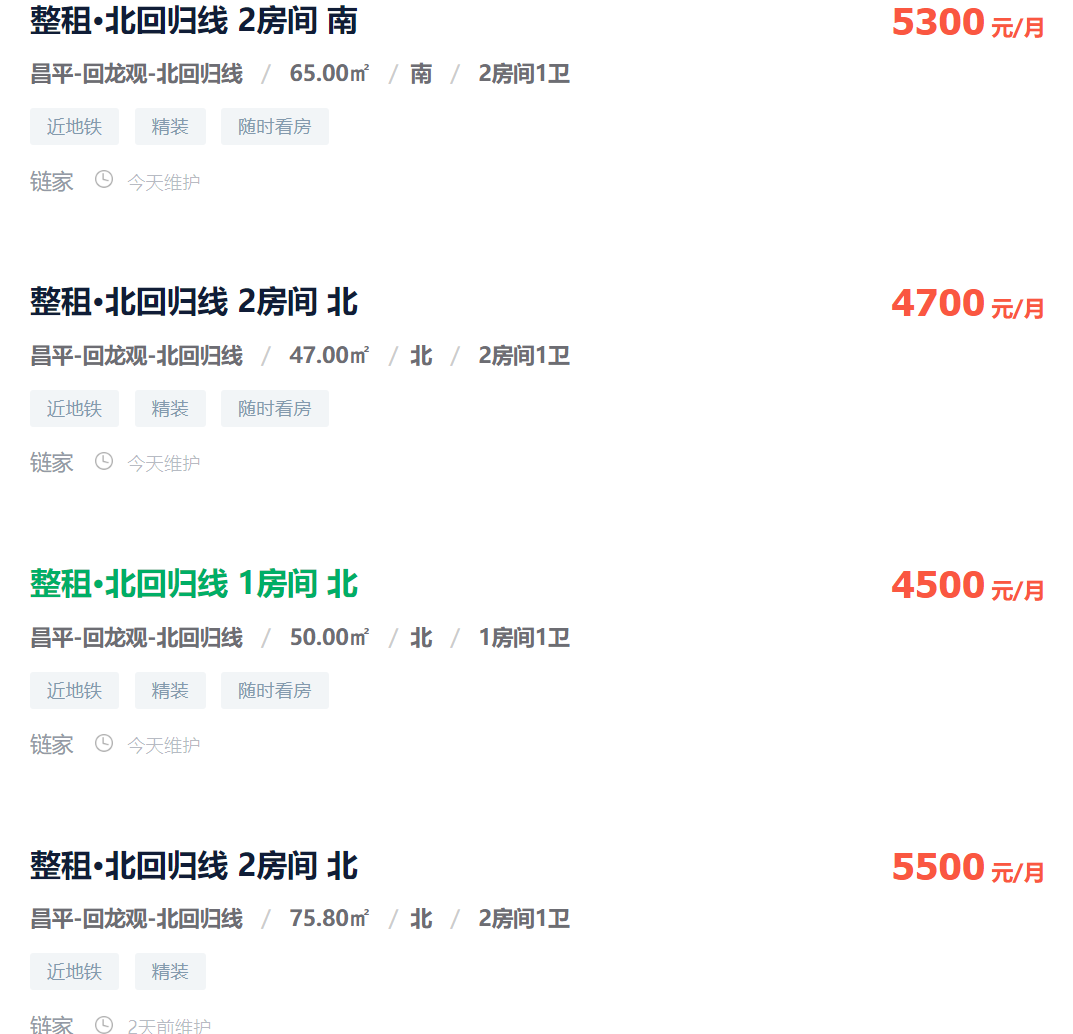 整租·北回归线 2房间 南 5300 元/月
昌平-回龙观-北回归线 / 65.00㎡ / 南 / 2房间1卫
近地铁 精装 随时看房
链家 今天维护
整租·北回归线 2房间 北 4700 元/月
昌平-回龙观-北回归线 / 47.00㎡ / 北 / 2房间1卫
近地铁 精装 随时看房
链家 今天维护
整租·北回归线 1房间 北 4500 元/月
昌平-回龙观-北回归线 / 50.00㎡ / 北 / 1房间1卫
近地铁 精装 随时看房
链家 今天维护
整租·北回归线 2房间 北 5500 元/月
昌平-回龙观-北回归线 / 75.80㎡ / 北 / 2房间1卫
近地铁 精装
链家 2天前维护